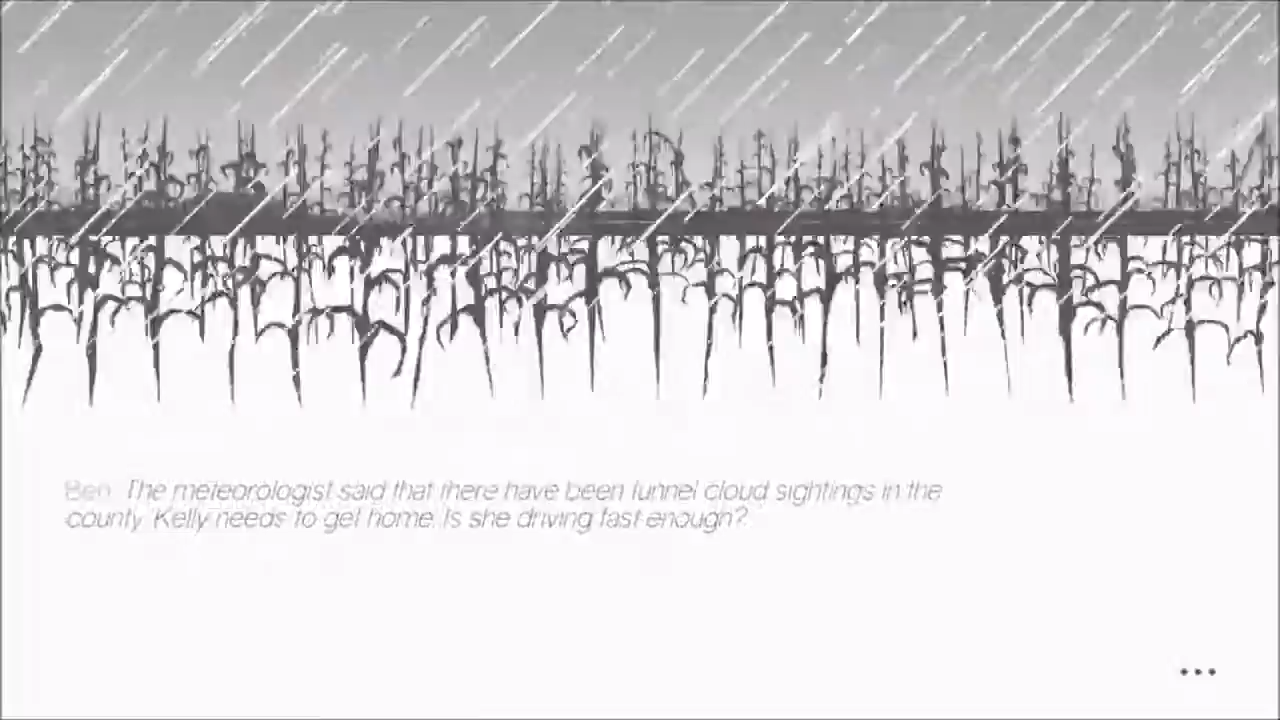 Ben: The meteorologist said that there have been funnel cloud sightings in the
county. Kelly needs to get home. Is she driving fast enough?
...